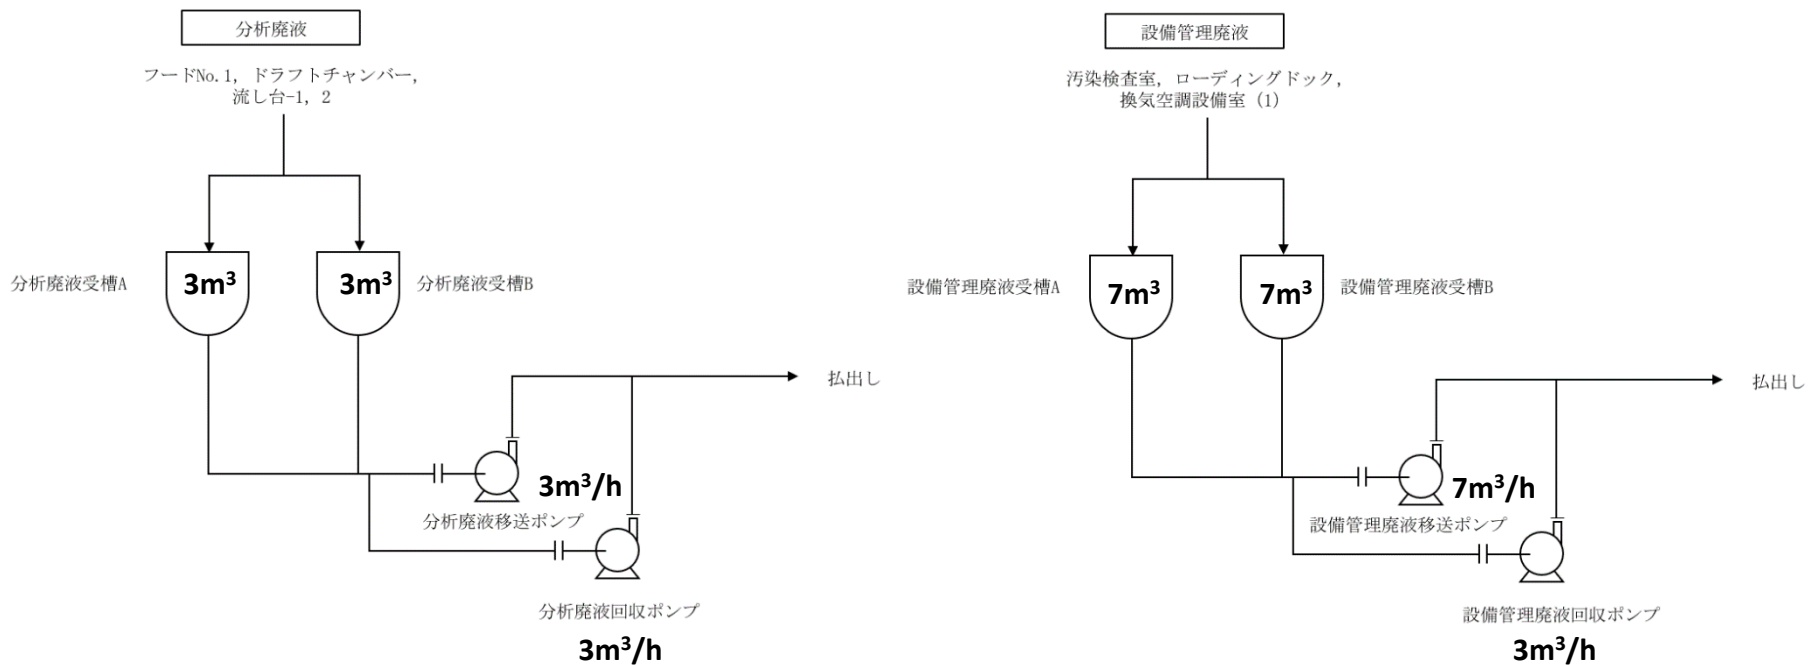 分析廃液
フードNo.1, ドラフトチャンバー,
流し台-1, 2
分析廃液受槽A
3m³
3m³
分析廃液受槽B
払出し
3m³/h
分析廃液移送ポンプ
分析廃液回収ポンプ
3m³/h
設備管理廃液
汚染検査室, ローディングドック,
換気空調設備室 (1)
設備管理廃液受槽A
7m³
7m³
設備管理廃液受槽B
払出し
7m³/h
設備管理廃液移送ポンプ
設備管理廃液回収ポンプ
3m³/h